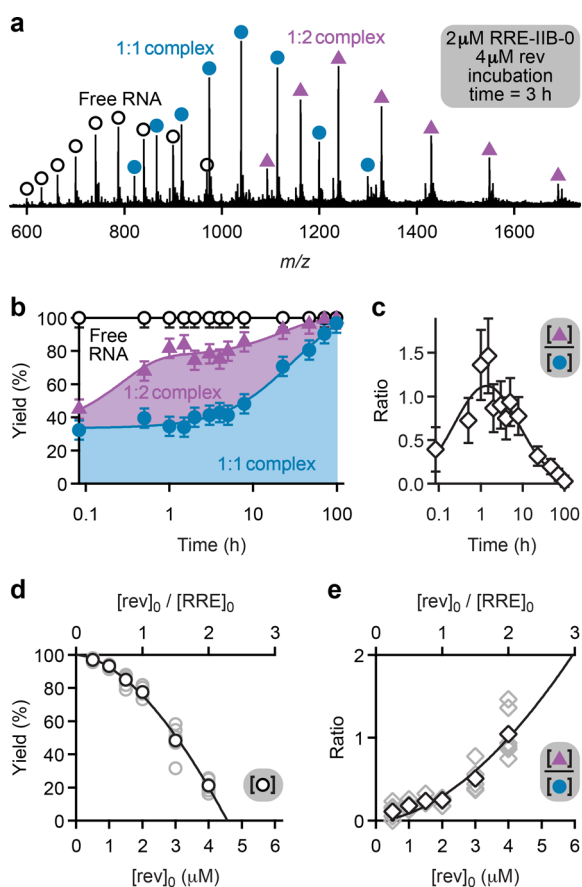 a
1:1 complex
1:2 complex
2µM RRE-IIB-0
4µM rev
incubation
time = 3 h
Free RNA
600 800 1000 1200 1400 1600
m/z
b
100
80
60
40
20
0
Yield (%)
Free
RNA
1:2 complex
1:1 complex
0.1 1 10 100
Time (h)
c
[▲]
[●]
1.5
1.0
0.5
0.0
Ratio
0.1 1 10 100
Time (h)
d
[rev]₀ / [RRE]₀
0 1 2 3
100
80
60
40
20
0
Yield (%)
[○]
0 1 2 3 4 5 6
[rev]₀ (µM)
e
[rev]₀ / [RRE]₀
0 1 2 3
2
1
0
Ratio
[▲]
[●]
0 1 2 3 4 5 6
[rev]₀ (µM)